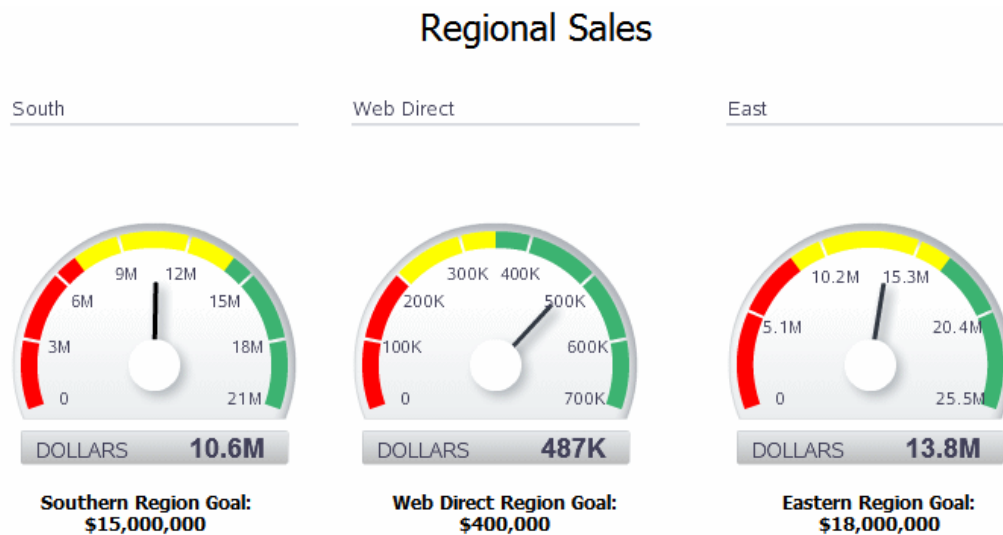 Regional Sales
South
0
3M
6M
9M
12M
15M
18M
21M
DOLLARS 10.6M
Southern Region Goal:
$15,000,000
Web Direct
0
100K
200K
300K
400K
500K
600K
700K
DOLLARS 487K
Web Direct Region Goal:
$400,000
East
0
5.1M
10.2M
15.3M
20.4M
25.5M
DOLLARS 13.8M
Eastern Region Goal:
$18,000,000